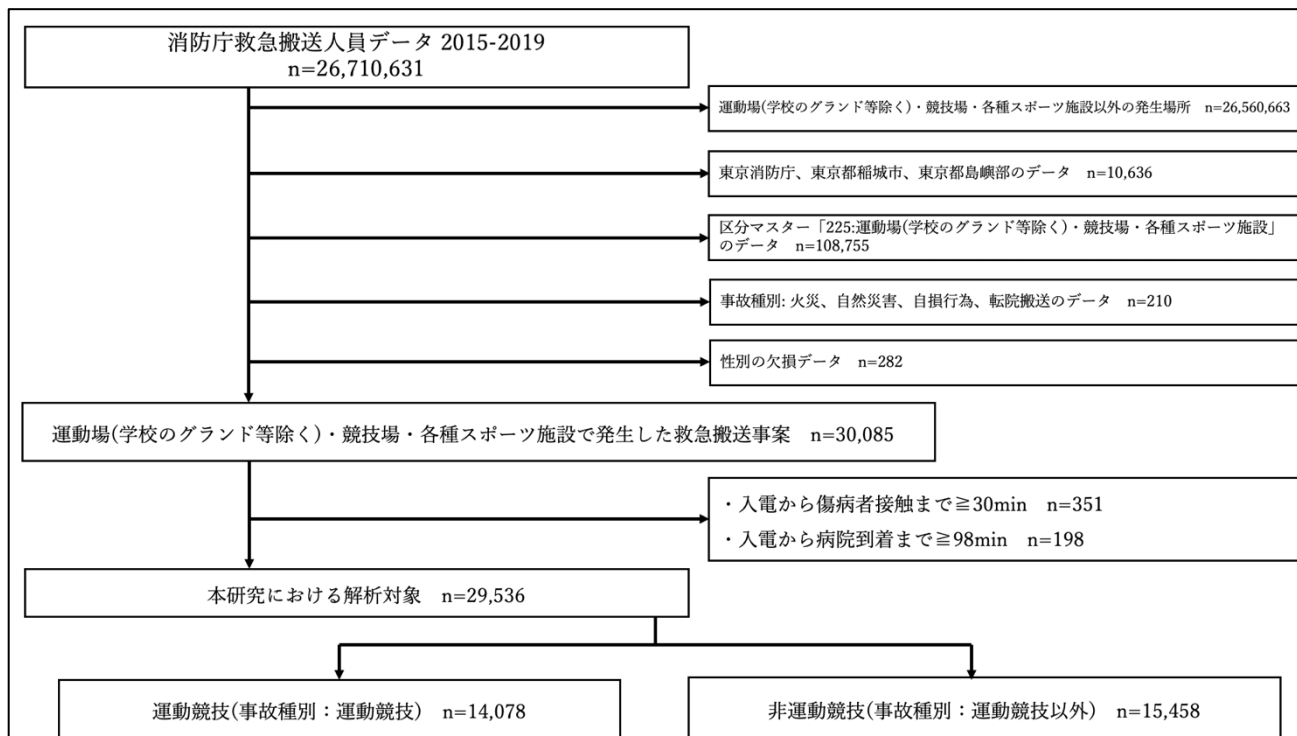 消防庁救急搬送人員データ 2015-2019
n=26,710,631
運動場(学校のグランド等除く)・競技場・各種スポーツ施設以外の発生場所 n=26,560,663
東京消防庁、東京都稲城市、東京都島嶼部のデータ n=10,636
区分マスター「225:運動場(学校のグランド等除く)・競技場・各種スポーツ施設」
のデータ n=108,755
事故種別: 火災、自然災害、自損行為、転院搬送のデータ n=210
性別の欠損データ n=282
運動場(学校のグランド等除く)・競技場・各種スポーツ施設で発生した救急搬送事案 n=30,085
・入電から傷病者接触まで≧30min n=351
・入電から病院到着まで≧98min n=198
本研究における解析対象 n=29,536
運動競技(事故種別：運動競技) n=14,078
非運動競技(事故種別：運動競技以外) n=15,458